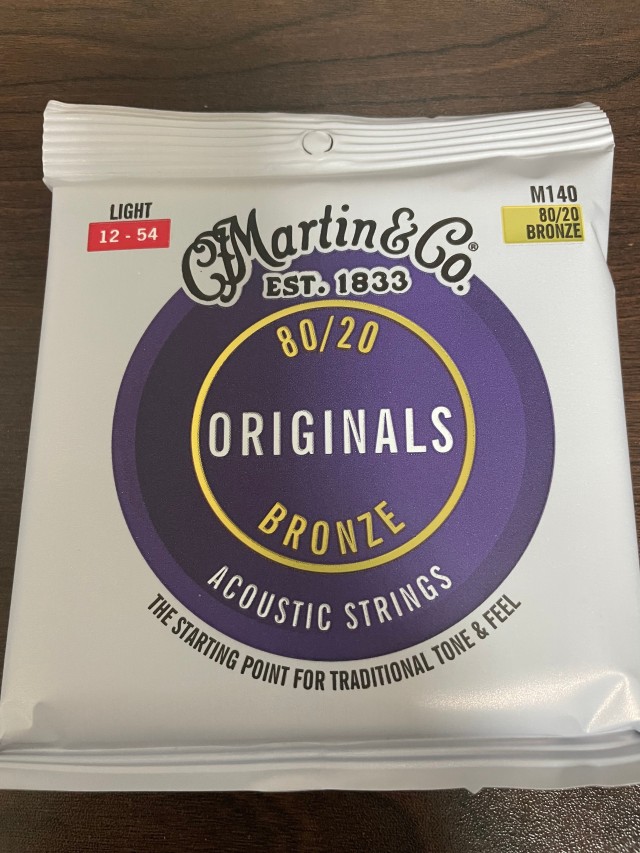 LIGHT
12 - 54
M140
80/20
BRONZE
C.F. Martin & Co.®
EST. 1833
80/20
ORIGINALS
BRONZE
ACOUSTIC STRINGS
THE STARTING POINT FOR TRADITIONAL TONE & FEEL